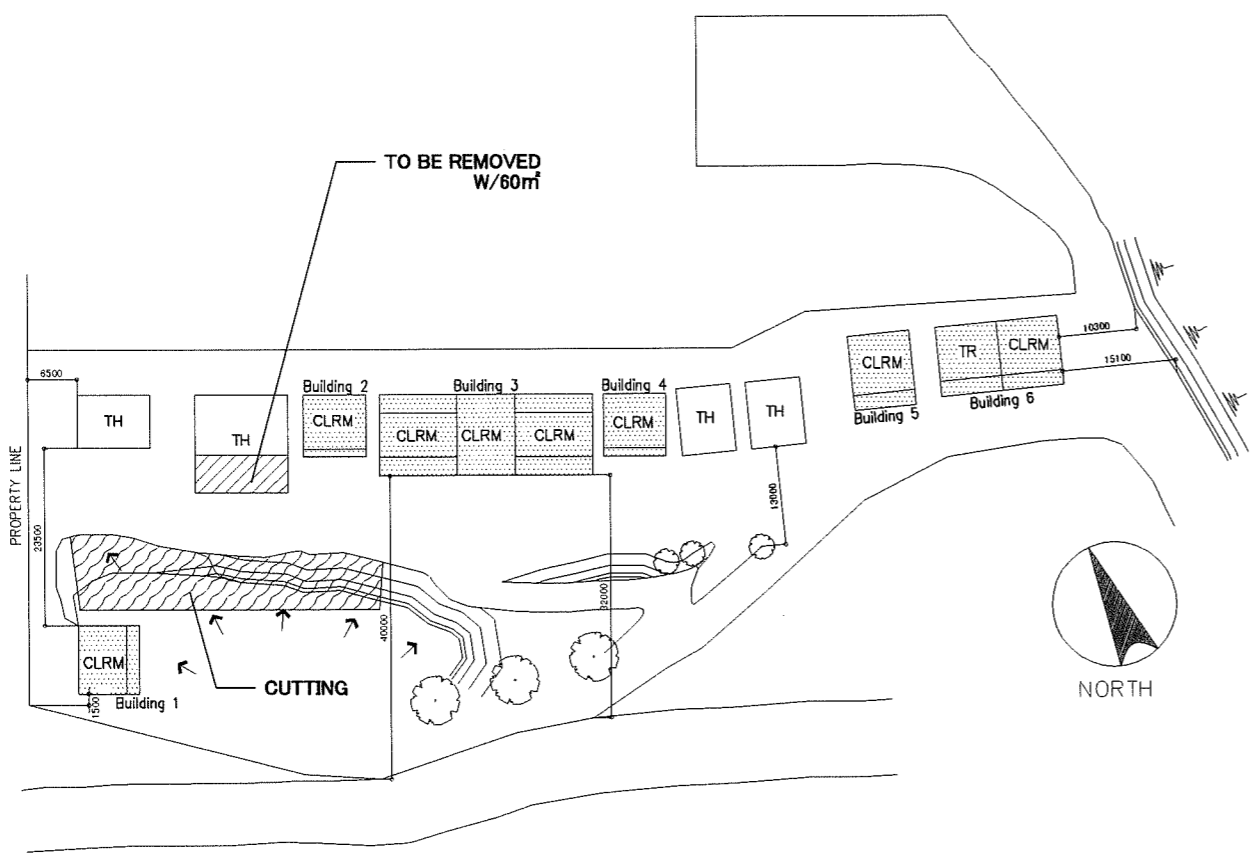 TO BE REMOVED
W/60㎡
10300
15100
6500
Building 2
Building 3
Building 4
CLRM
TR
CLRM
TH
TH
CLRM
CLRM
CLRM
CLRM
CLRM
TH
TH
Building 5
Building 6
PROPERTY LINE
23500
13000
40000
32000
CLRM
CUTTING
Building 1
1500
NORTH